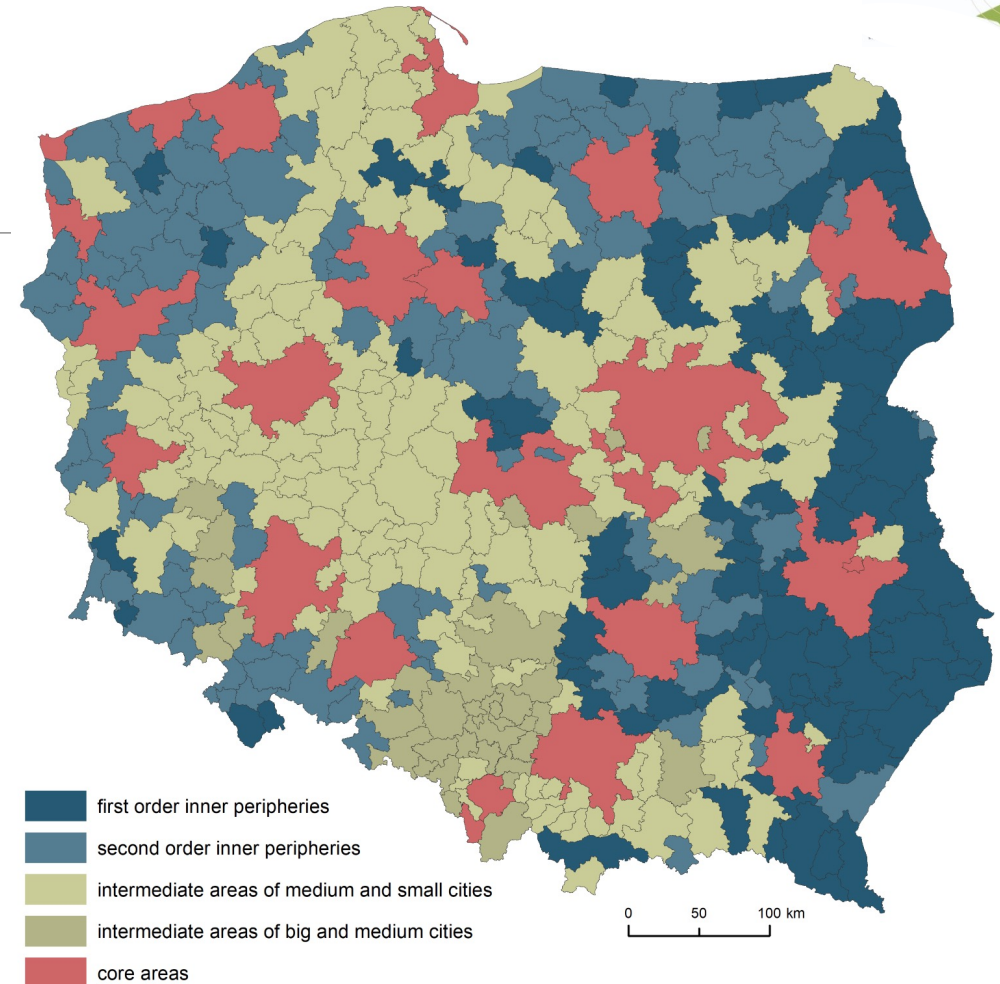 first order inner peripheries
second order inner peripheries
intermediate areas of medium and small cities
intermediate areas of big and medium cities
core areas
0 50 100 km